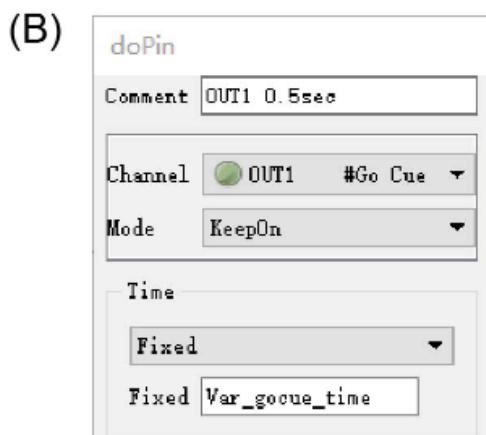 (B)
doPin
Comment OUT1 0.5sec
Channel OUT1 #Go Cue
Mode KeepOn
Time
Fixed
Fixed Var_gocue_time